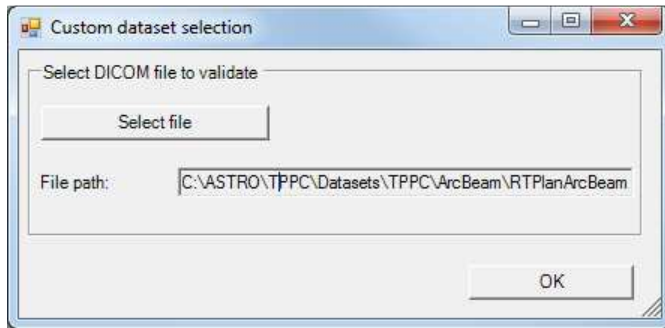 Custom dataset selection
Select DICOM file to validate
Select file
File path: C:\ASTRO\TPPC\Datasets\TPPC\ArcBeam\RTPlanArcBeam
OK